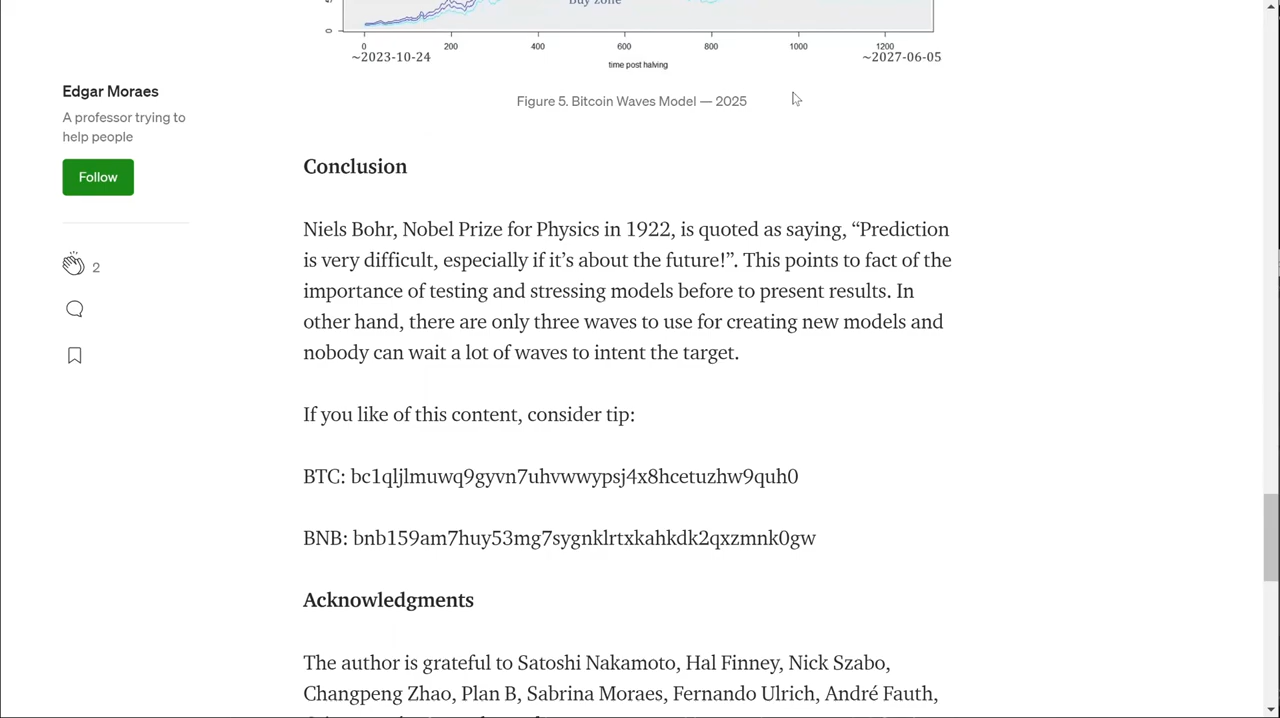 Buy zone
0
0
200
400
600
800
1000
1200
~2023-10-24
~2027-06-05
time post halving
Figure 5. Bitcoin Waves Model — 2025
Edgar Moraes
A professor trying to
help people
Follow
2
Conclusion
Niels Bohr, Nobel Prize for Physics in 1922, is quoted as saying, “Prediction
is very difficult, especially if it’s about the future!”. This points to fact of the
importance of testing and stressing models before to present results. In
other hand, there are only three waves to use for creating new models and
nobody can wait a lot of waves to intent the target.
If you like of this content, consider tip:
BTC: bc1qljlmuwq9gyvn7uhvwwypsj4x8hcetuzhw9quh0
BNB: bnb159am7huy53mg7sygnklrtxkahkdk2qxzmnk0gw
Acknowledgments
The author is grateful to Satoshi Nakamoto, Hal Finney, Nick Szabo,
Changpeng Zhao, Plan B, Sabrina Moraes, Fernando Ulrich, André Fauth,